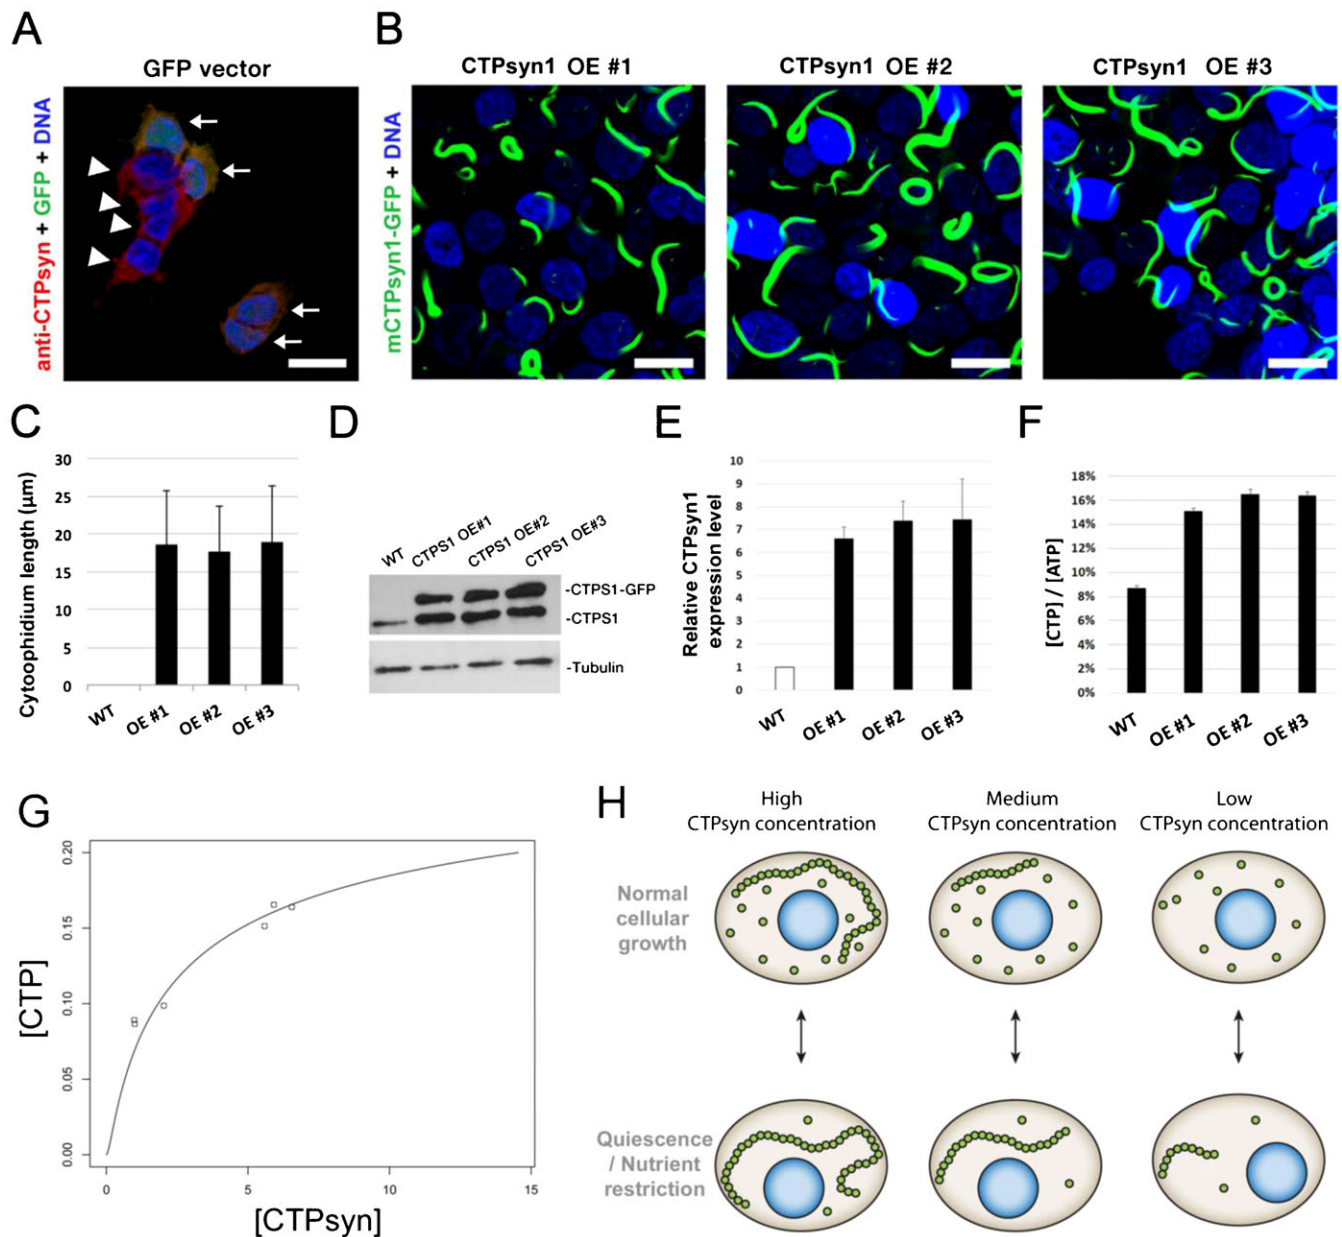 A
B
GFP vector
anti-CTPsyn + GFP + DNA
CTPsyn1 OE #1
CTPsyn1 OE #2
CTPsyn1 OE #3
mCTPsyn1-GFP + DNA
C
Cytoophidium length (µm)
30
25
20
15
10
5
0
WT
OE #1
OE #2
OE #3
D
WT
CTPS1 OE#1
CTPS1 OE#2
CTPS1 OE#3
-CTPS1-GFP
-CTPS1
-Tubulin
E
Relative CTPsyn1
expression level
10
9
8
7
6
5
4
3
2
1
0
WT
OE #1
OE #2
OE #3
F
[CTP] / [ATP]
18%
16%
14%
12%
10%
8%
6%
4%
2%
0%
WT
OE #1
OE #2
OE #3
G
[CTP]
0.20
0.15
0.10
0.05
0.00
0
5
10
15
[CTPsyn]
H
High
CTPsyn concentration
Medium
CTPsyn concentration
Low
CTPsyn concentration
Normal
cellular
growth
Quiescence
/ Nutrient
restriction